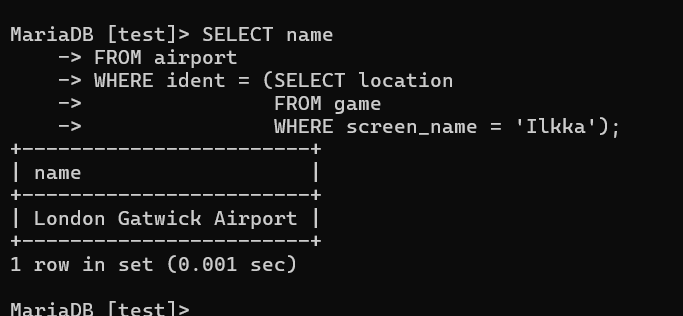 MariaDB [test]> SELECT name
    -> FROM airport
    -> WHERE ident = (SELECT location
    ->                FROM game
    ->                WHERE screen_name = 'Ilkka');
+------------------------+
| name                   |
+------------------------+
| London Gatwick Airport |
+------------------------+
1 row in set (0.001 sec)

MariaDB [test]>